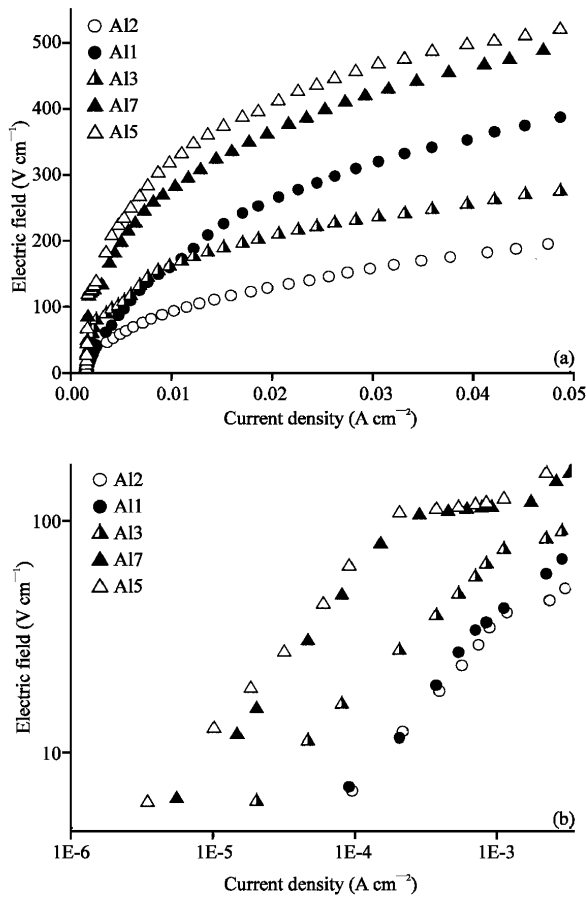 Al2
Al1
Al3
Al7
Al5
500
400
300
200
100
0
Electric field (V cm⁻¹)
(a)
0.00 0.01 0.02 0.03 0.04 0.05
Current density (A cm⁻²)
Al2
Al1
Al3
Al7
Al5
100
10
Electric field (V cm⁻¹)
(b)
1E-6 1E-5 1E-4 1E-3
Current density (A cm⁻²)